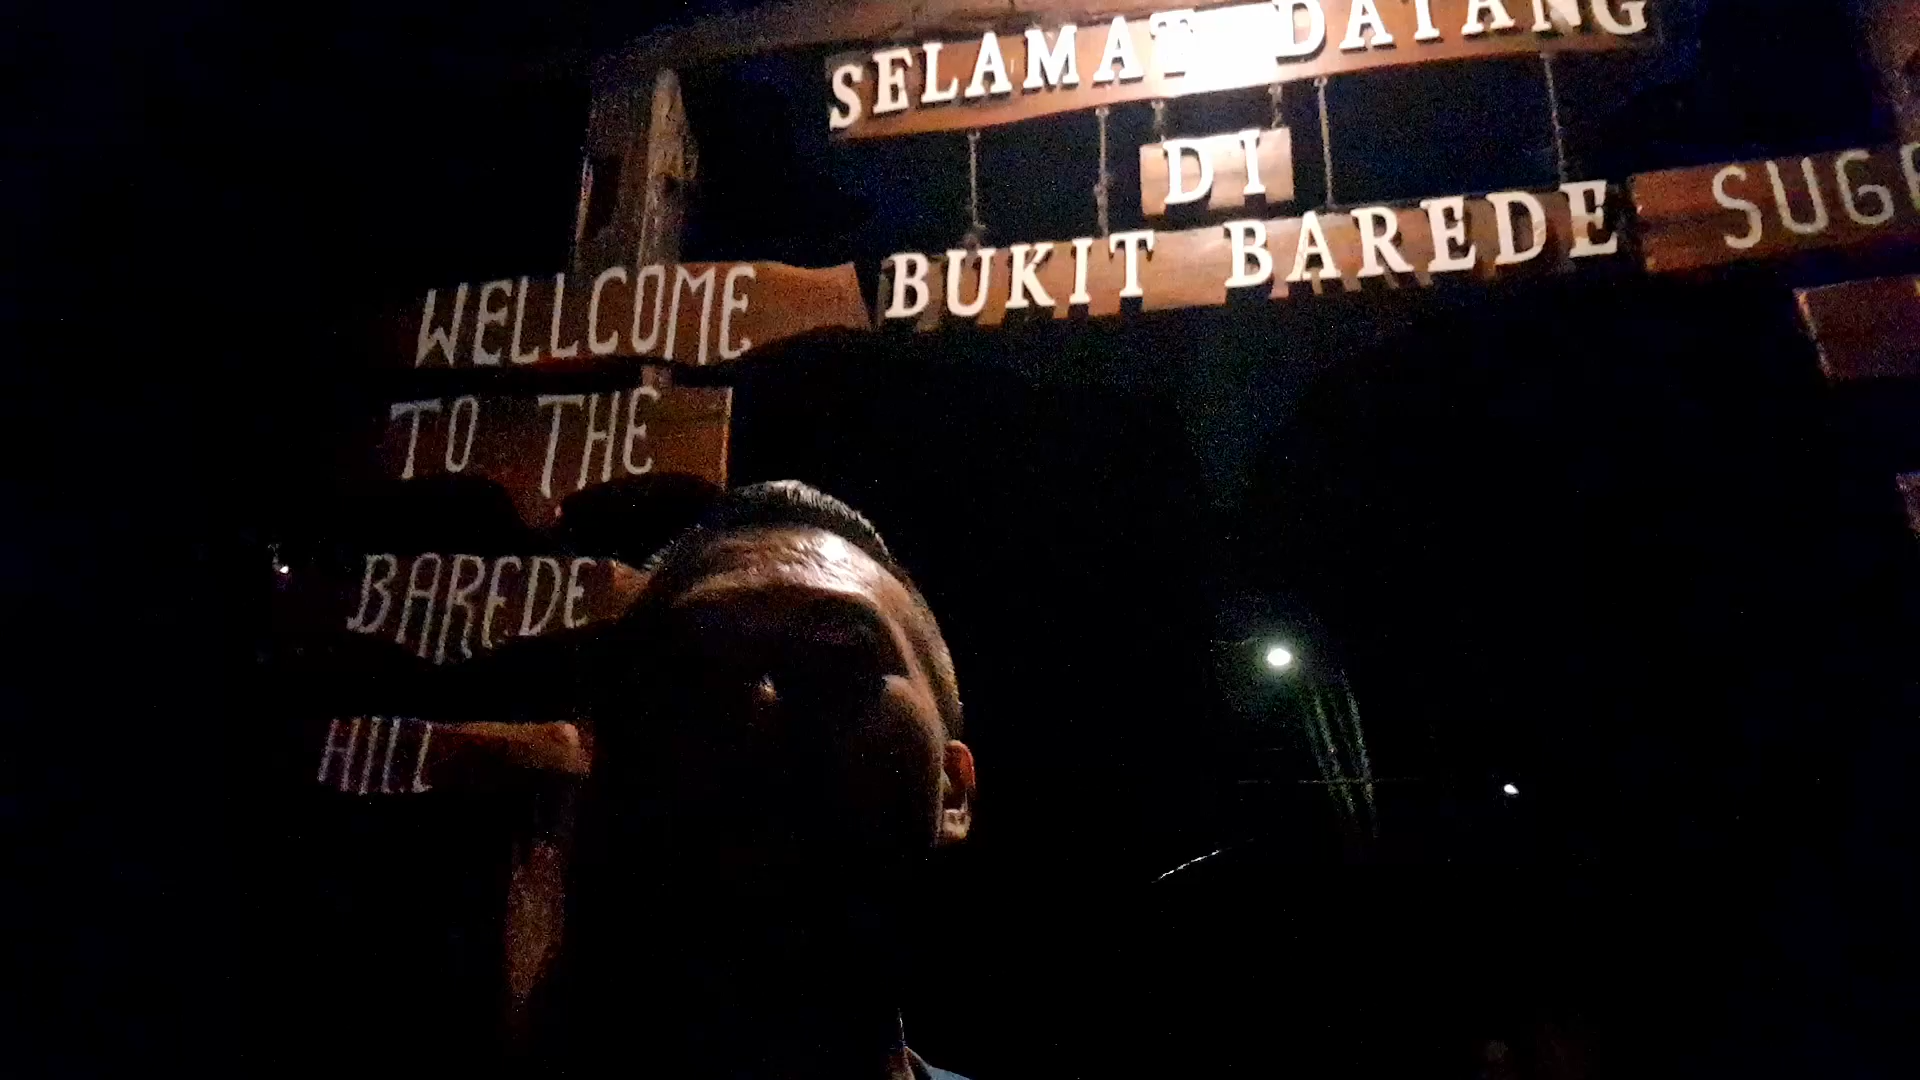 SELAMAT DATANG
DI
BUKIT BAREDE
WELLCOME
TO THE
BAREDE
HILL